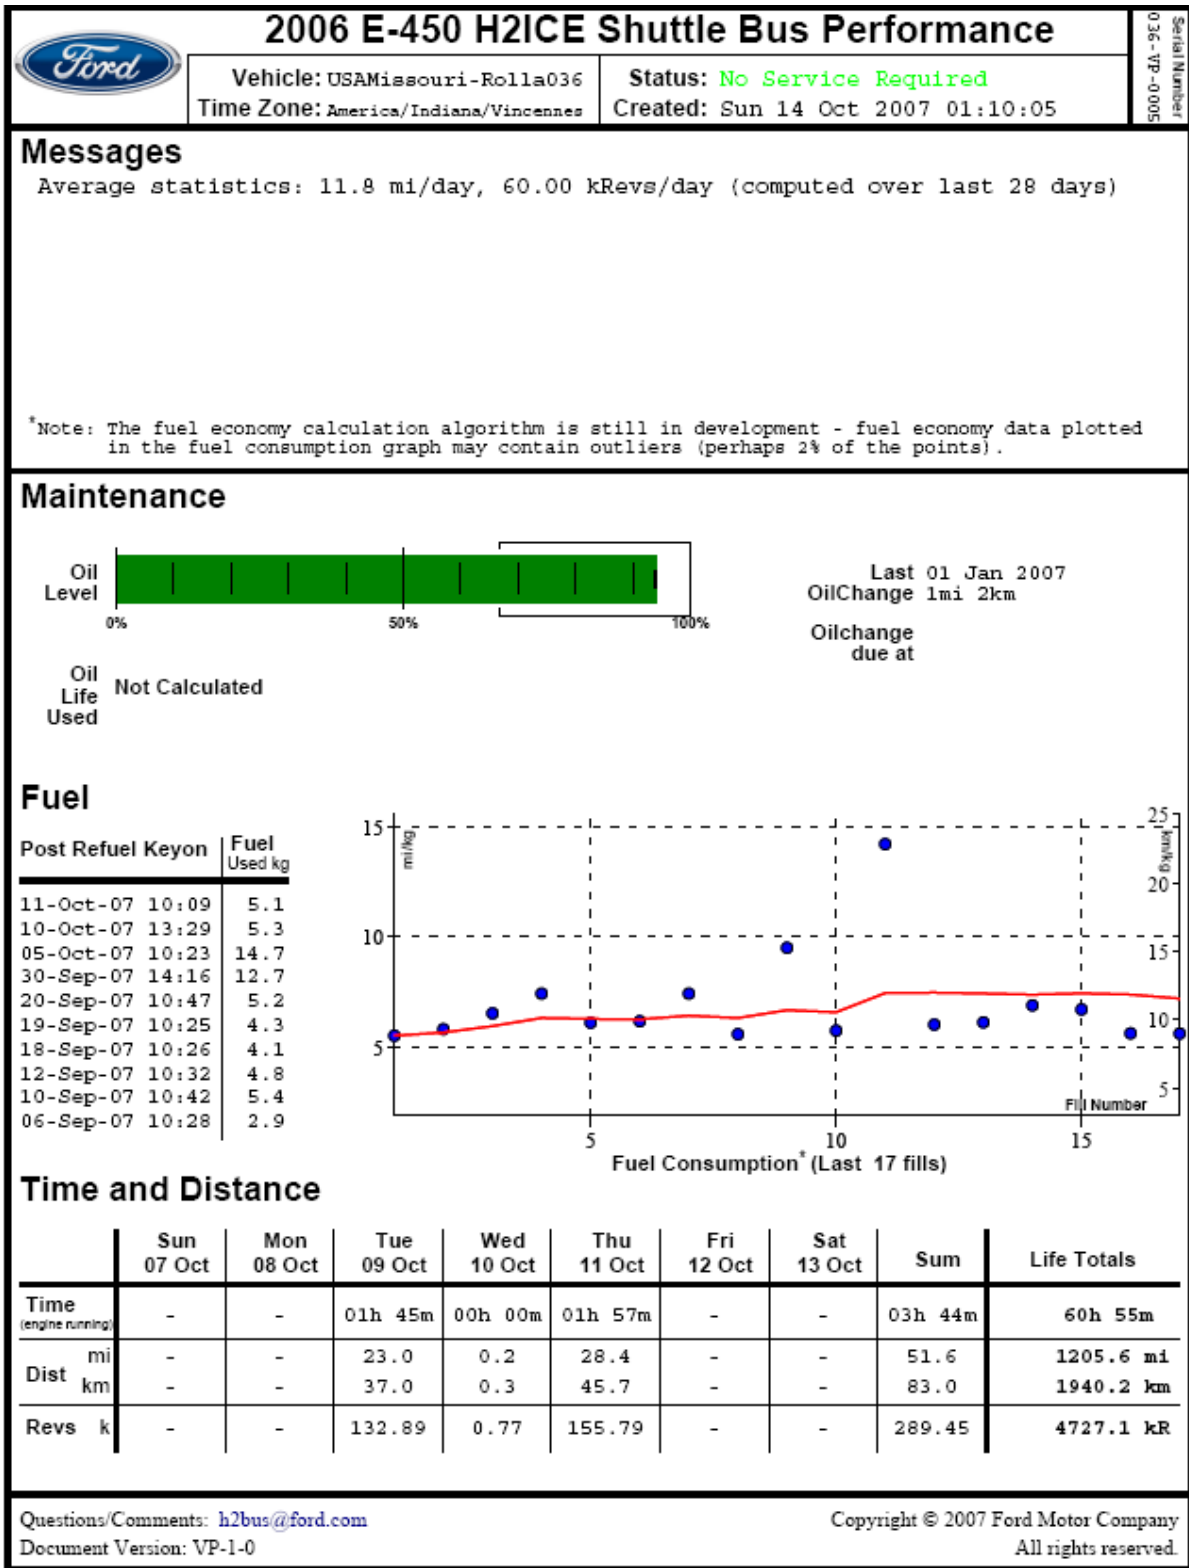 Ford
2006 E-450 H2ICE Shuttle Bus Performance
Vehicle: USAMissouri-Rolla036
Time Zone: America/Indiana/Vincennes
Status: No Service Required
Created: Sun 14 Oct 2007 01:10:05
Serial Number
036-VP-0005
Messages
Average statistics: 11.8 mi/day, 60.00 kRevs/day (computed over last 28 days)
*Note: The fuel economy calculation algorithm is still in development - fuel economy data plotted
in the fuel consumption graph may contain outliers (perhaps 2% of the points).
Maintenance
Oil
Level
0% 50% 100%
Last 01 Jan 2007
OilChange 1mi 2km
Oilchange
due at
Oil
Life
Used
Not Calculated
Fuel
Post Refuel Keyon Fuel
Used kg
11-Oct-07 10:09 5.1
10-Oct-07 13:29 5.3
05-Oct-07 10:23 14.7
30-Sep-07 14:16 12.7
20-Sep-07 10:47 5.2
19-Sep-07 10:25 4.3
18-Sep-07 10:26 4.1
12-Sep-07 10:32 4.8
10-Sep-07 10:42 5.4
06-Sep-07 10:28 2.9
15
10
5
mi/kg
25
20
15
10
5
km/kg
Fill Number
5 10 15
Fuel Consumption* (Last 17 fills)
Time and Distance
Sun Mon Tue Wed Thu Fri Sat
07 Oct 08 Oct 09 Oct 10 Oct 11 Oct 12 Oct 13 Oct Sum Life Totals
Time
(engine running) - - 01h 45m 00h 00m 01h 57m - - 03h 44m 60h 55m
Dist mi - - 23.0 0.2 28.4 - - 51.6 1205.6 mi
km - - 37.0 0.3 45.7 - - 83.0 1940.2 km
Revs k - - 132.89 0.77 155.79 - - 289.45 4727.1 kR
Questions/Comments: h2bus@ford.com
Document Version: VP-1-0
Copyright © 2007 Ford Motor Company
All rights reserved.